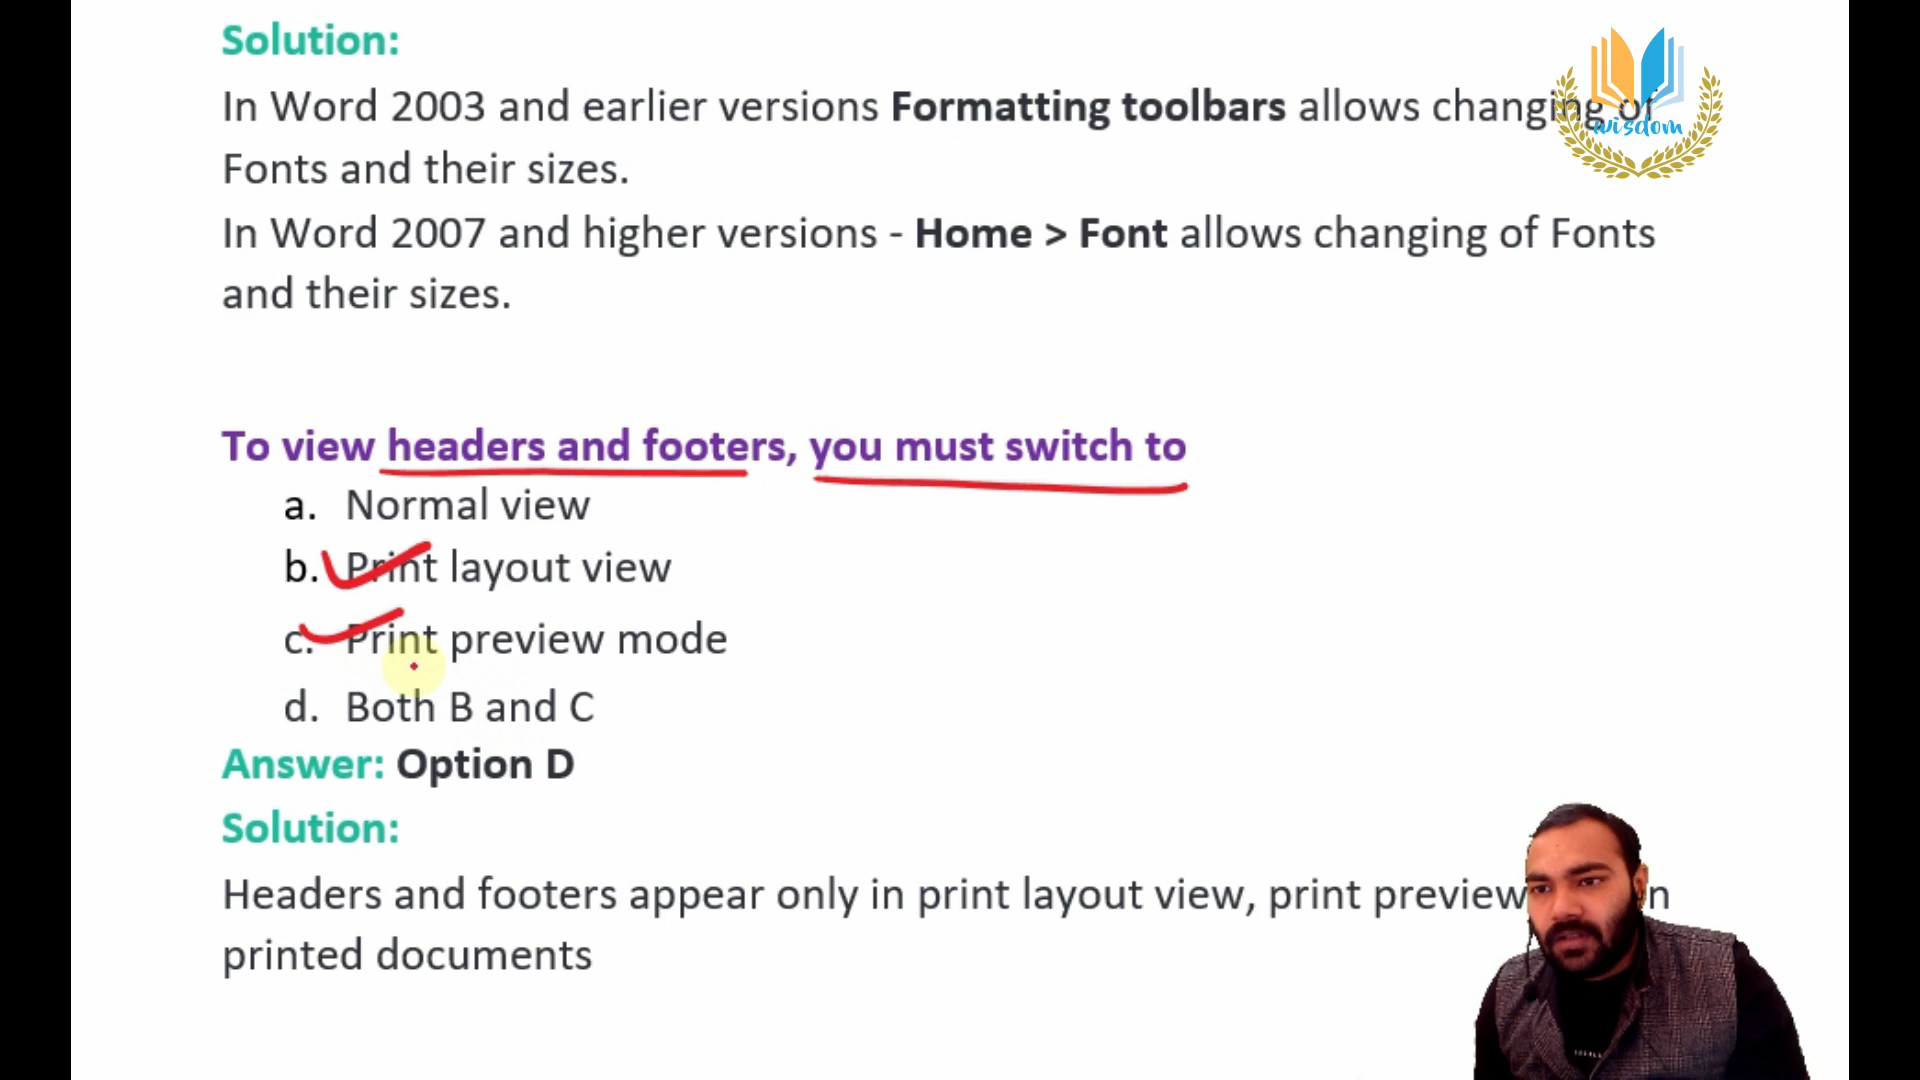 Solution:
In Word 2003 and earlier versions Formatting toolbars allows changing of
Fonts and their sizes.
wisdom
In Word 2007 and higher versions - Home > Font allows changing of Fonts
and their sizes.
To view headers and footers, you must switch to
a. Normal view
b. Print layout view
c. Print preview mode
d. Both B and C
Answer: Option D
Solution:
Headers and footers appear only in print layout view, print preview
printed documents